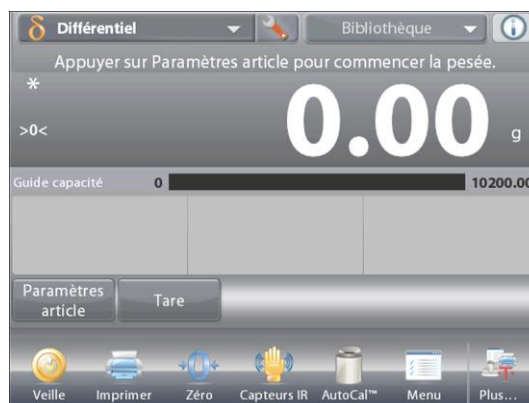 δ Différentiel Bibliothèque
Appuyer sur Paramètres article pour commencer la pesée.
*
>0< 0.00 g
Guide capacité 0 10200.00
Paramètres
article
Tare
Veille Imprimer Zéro Capteurs IR AutoCal™ Menu Plus...